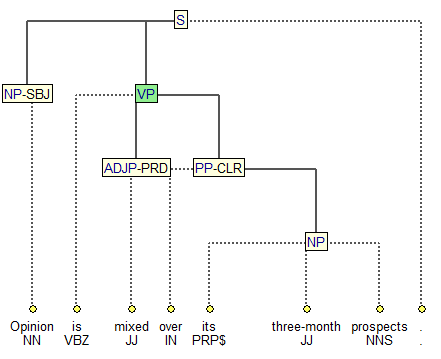 S
NP-SBJ VP
ADJP-PRD PP-CLR
NP
Opinion is mixed over its three-month prospects .
NN VBZ JJ IN PRP$ JJ NNS .